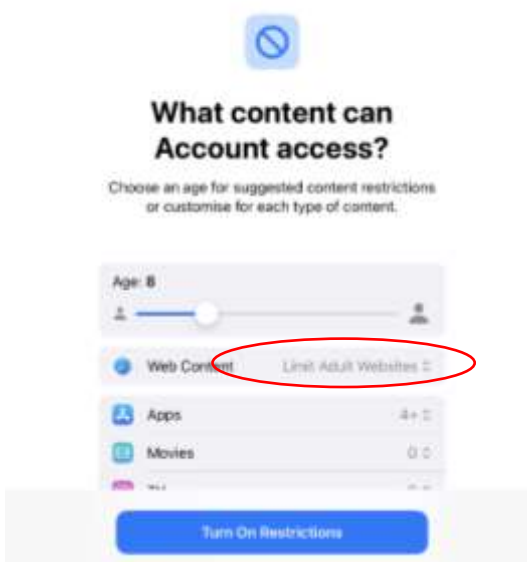 What content can
Account access?
Choose an age for suggested content restrictions
or customise for each type of content.
Age: 8
Web Content Limit Adult Websites
Apps 4+
Movies 0
Turn On Restrictions